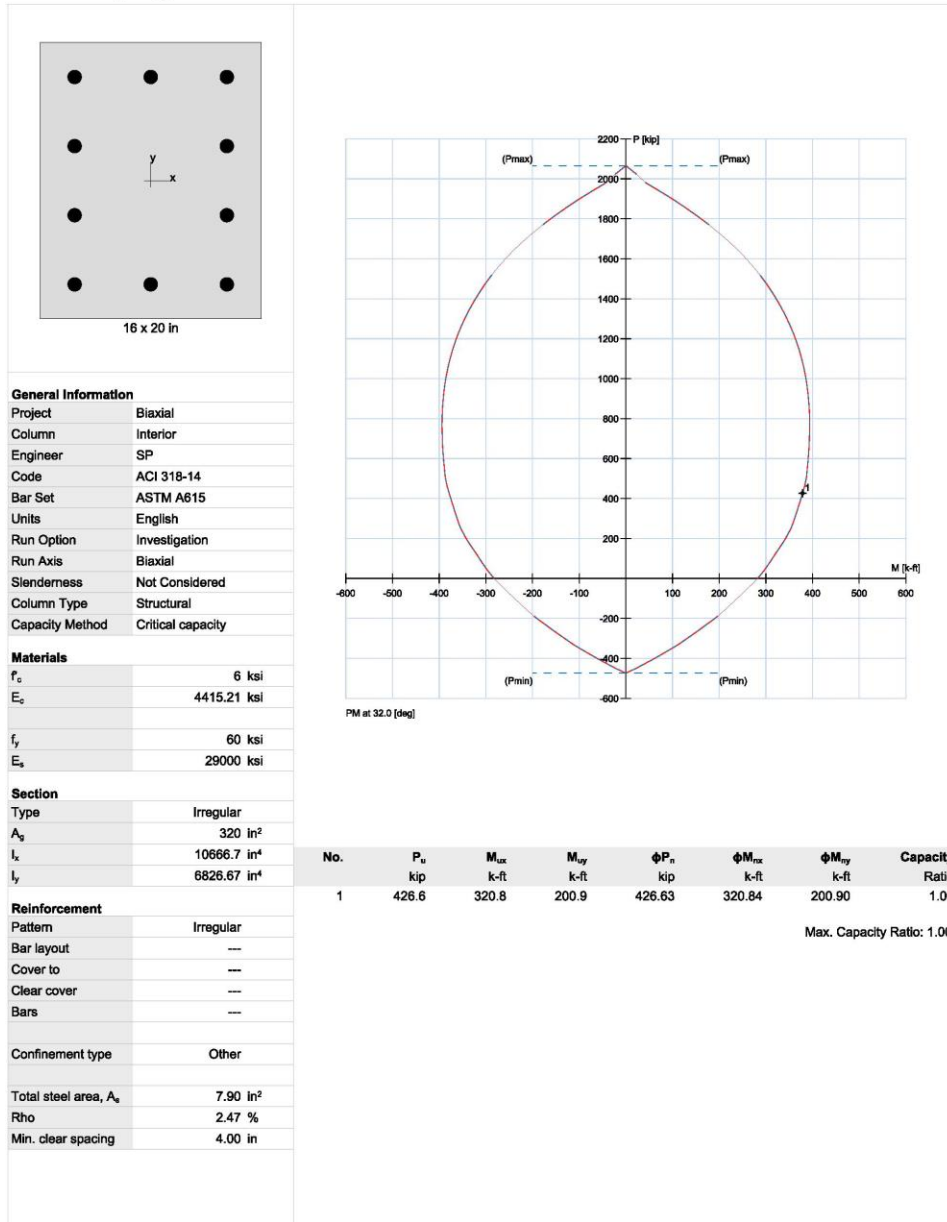 y
x
16 x 20 in
General Information
Project Biaxial
Column Interior
Engineer SP
Code ACI 318-14
Bar Set ASTM A615
Units English
Run Option Investigation
Run Axis Biaxial
Slenderness Not Considered
Column Type Structural
Capacity Method Critical capacity
Materials
f'c 6 ksi
Ec 4415.21 ksi
fy 60 ksi
Es 29000 ksi
Section
Type Irregular
Ag 320 in²
Ix 10666.7 in⁴
Iy 6826.67 in⁴
Reinforcement
Pattern Irregular
Bar layout ---
Cover to ---
Clear cover ---
Bars ---
Confinement type Other
Total steel area, As 7.90 in²
Rho 2.47 %
Min. clear spacing 4.00 in
2200 P [kip]
(Pmax) (Pmax)
2000
1800
1600
1400
1200
1000
800
600
400
1
200
M [k-ft]
-600 -500 -400 -300 -200 -100 100 200 300 400 500 600
-200
-400
(Pmin) (Pmin)
-600
PM at 32.0 [deg]
No. Pu Mux Muy ϕPn ϕMnx ϕMny Capacit
kip k-ft k-ft kip k-ft k-ft Rati
1 426.6 320.8 200.9 426.63 320.84 200.90 1.0
Max. Capacity Ratio: 1.00